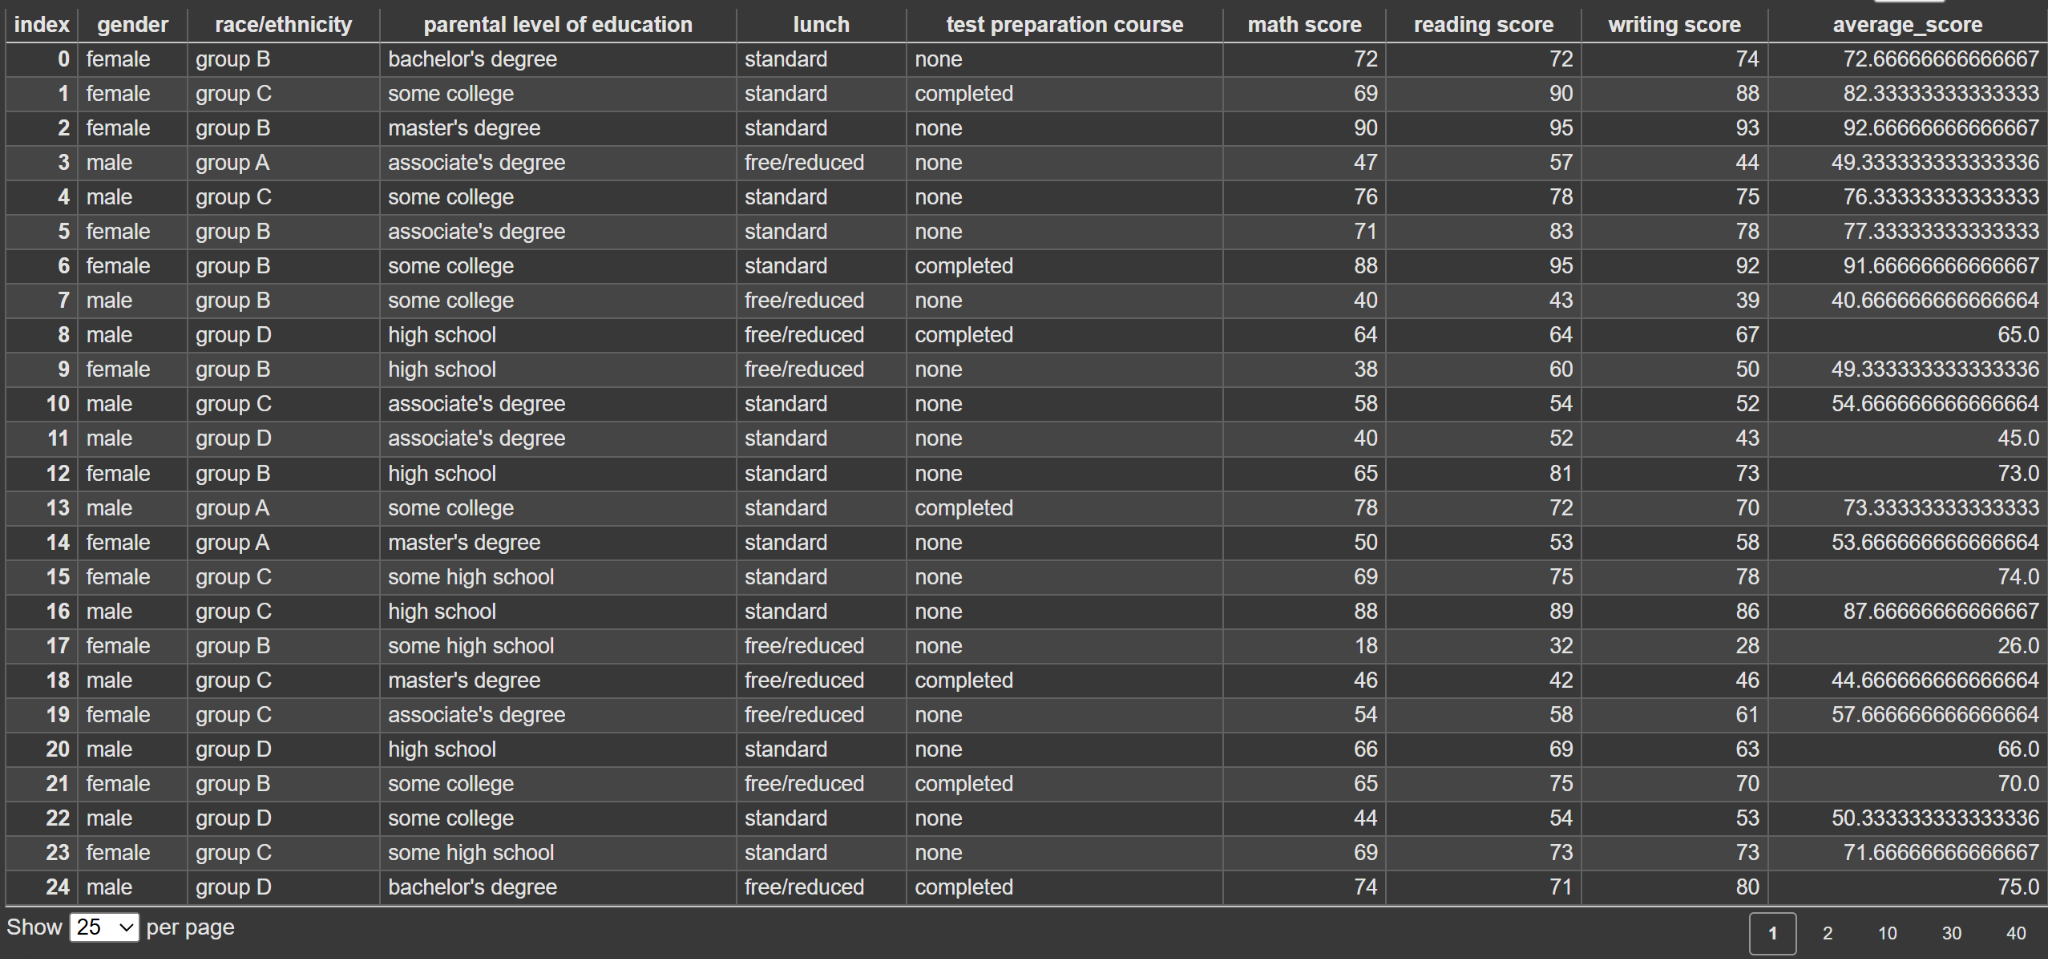 index gender race/ethnicity parental level of education lunch test preparation course math score reading score writing score average_score
0 female group B bachelor's degree standard none 72 72 74 72.66666666666667
1 female group C some college standard completed 69 90 88 82.33333333333333
2 female group B master's degree standard none 90 95 93 92.66666666666667
3 male group A associate's degree free/reduced none 47 57 44 49.333333333333336
4 male group C some college standard none 76 78 75 76.33333333333333
5 female group B associate's degree standard none 71 83 78 77.33333333333333
6 female group B some college standard completed 88 95 92 91.66666666666667
7 male group B some college free/reduced none 40 43 39 40.666666666666664
8 male group D high school free/reduced completed 64 64 67 65.0
9 female group B high school free/reduced none 38 60 50 49.333333333333336
10 male group C associate's degree standard none 58 54 52 54.666666666666664
11 male group D associate's degree standard none 40 52 43 45.0
12 female group B high school standard none 65 81 73 73.0
13 male group A some college standard completed 78 72 70 73.33333333333333
14 female group A master's degree standard none 50 53 58 53.666666666666664
15 female group C some high school standard none 69 75 78 74.0
16 male group C high school standard none 88 89 86 87.66666666666667
17 female group B some high school free/reduced none 18 32 28 26.0
18 male group C master's degree free/reduced completed 46 42 46 44.666666666666664
19 female group C associate's degree free/reduced none 54 58 61 57.666666666666664
20 male group D high school standard none 66 69 63 66.0
21 female group B some college free/reduced completed 65 75 70 70.0
22 male group D some college standard none 44 54 53 50.333333333333336
23 female group C some high school standard none 69 73 73 71.66666666666667
24 male group D bachelor's degree free/reduced completed 74 71 80 75.0
Show 25 per page 1 2 10 30 40